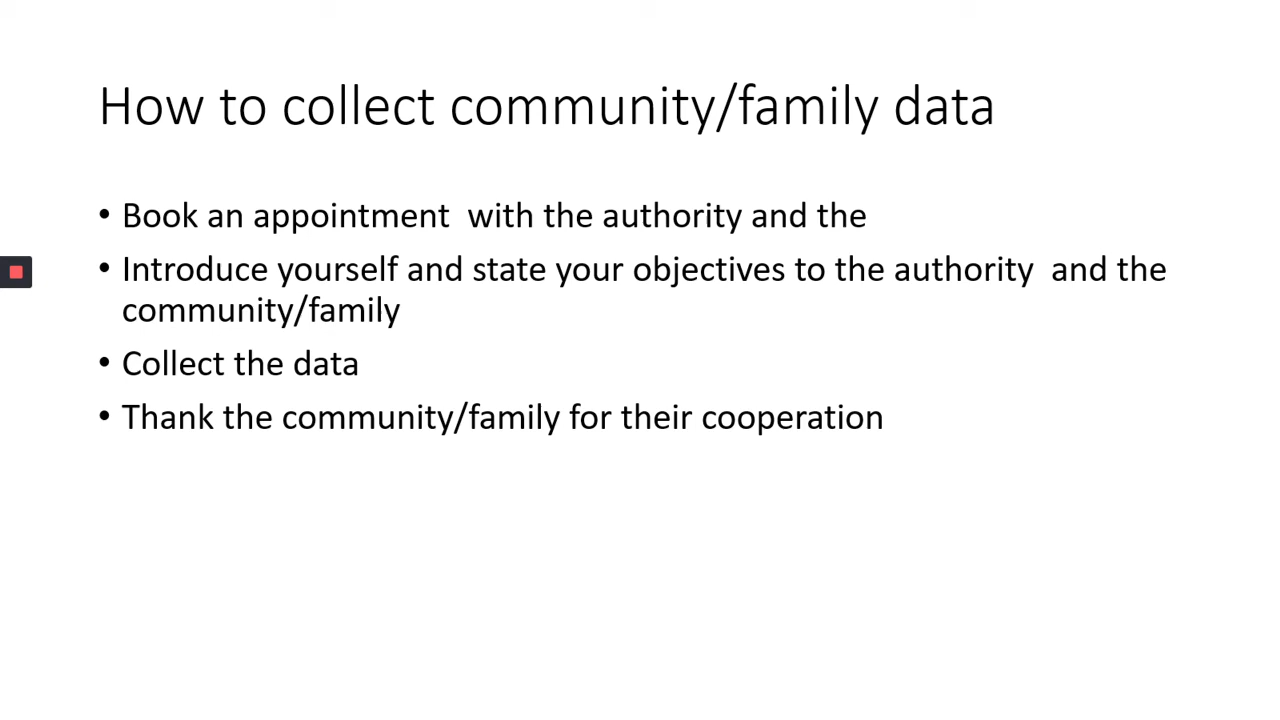 How to collect community/family data
• Book an appointment  with the authority and the
• Introduce yourself and state your objectives to the authority  and the
community/family
• Collect the data
• Thank the community/family for their cooperation